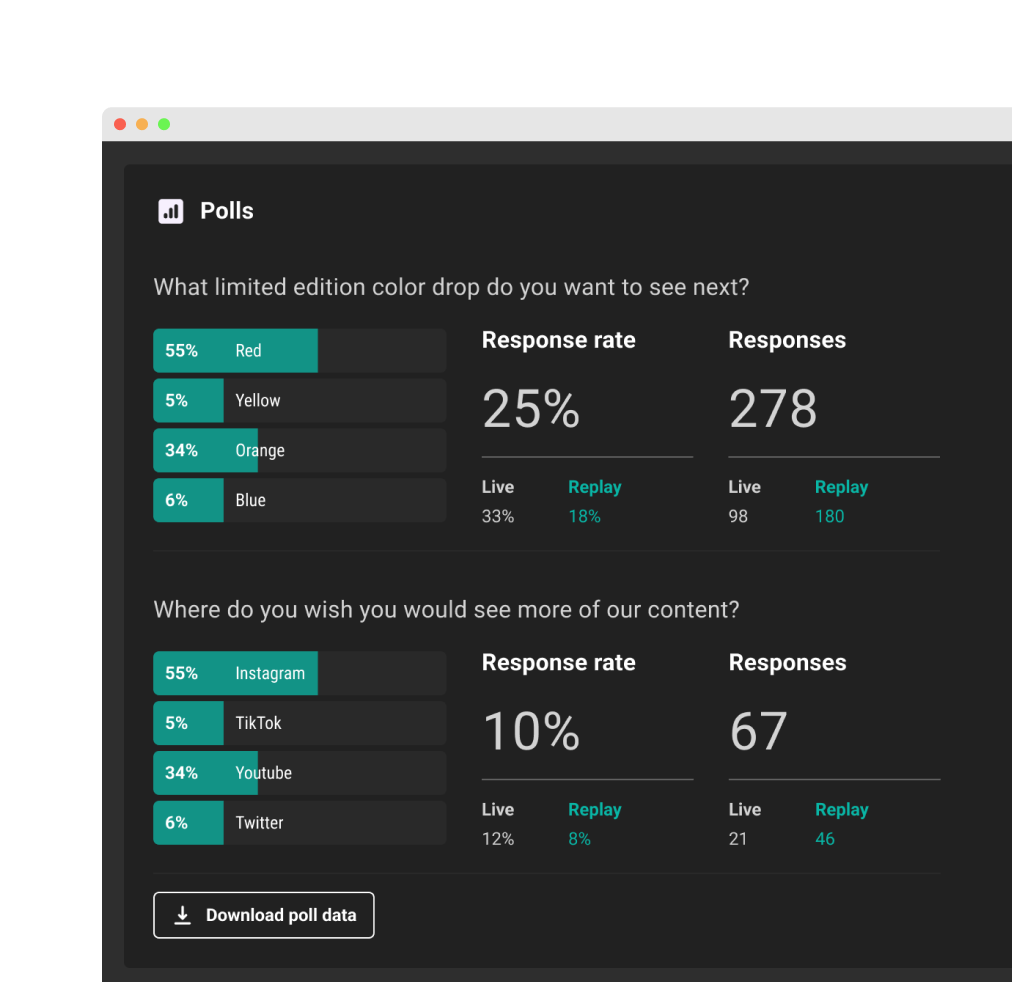 Polls
What limited edition color drop do you want to see next?
55% Red
5% Yellow
34% Orange
6% Blue
Response rate
25%
Live Replay
33% 18%
Responses
278
Live Replay
98 180
Where do you wish you would see more of our content?
55% Instagram
5% TikTok
34% Youtube
6% Twitter
Response rate
10%
Live Replay
12% 8%
Responses
67
Live Replay
21 46
Download poll data